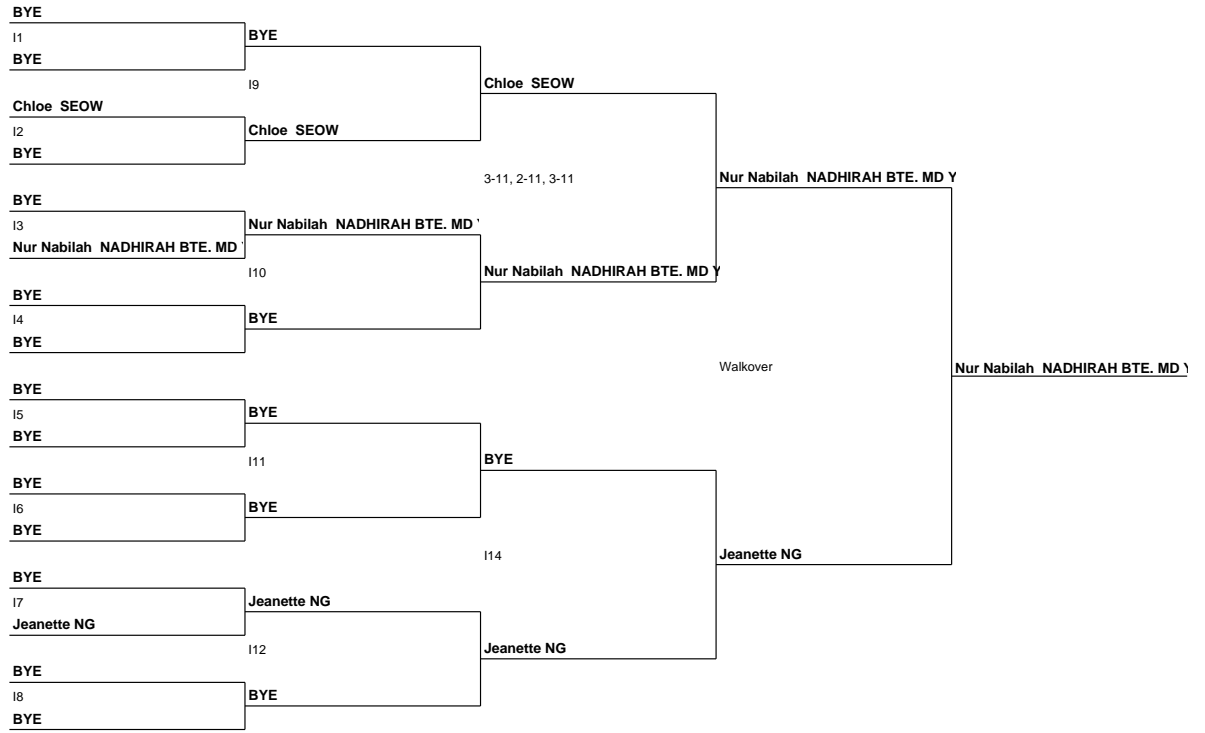 BYE
I1
BYE
BYE
I9
Chloe  SEOW
Chloe  SEOW
I2
Chloe  SEOW
BYE
3-11, 2-11, 3-11
Nur Nabilah  NADHIRAH BTE. MD Y
BYE
I3
Nur Nabilah  NADHIRAH BTE. MD
Nur Nabilah  NADHIRAH BTE. MD
I10
Nur Nabilah  NADHIRAH BTE. MD Y
BYE
I4
BYE
BYE
Walkover
Nur Nabilah  NADHIRAH BTE. MD
BYE
I5
BYE
BYE
I11
BYE
BYE
I6
BYE
BYE
I14
Jeanette NG
BYE
I7
Jeanette NG
Jeanette NG
I12
Jeanette NG
BYE
I8
BYE
BYE